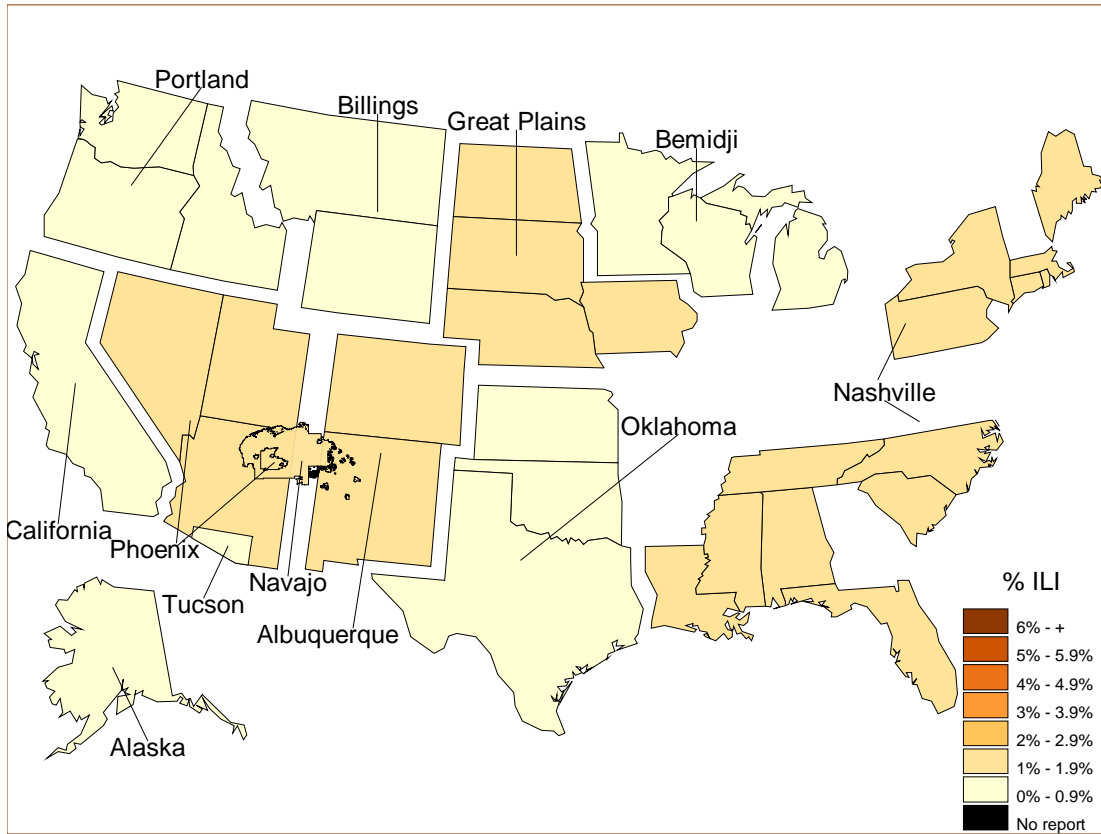 Portland
Billings
Great Plains
Bemidji
Nashville
Oklahoma
California
Phoenix
Tucson
Navajo
Albuquerque
Alaska
% ILI
6% - +
5% - 5.9%
4% - 4.9%
3% - 3.9%
2% - 2.9%
1% - 1.9%
0% - 0.9%
No report